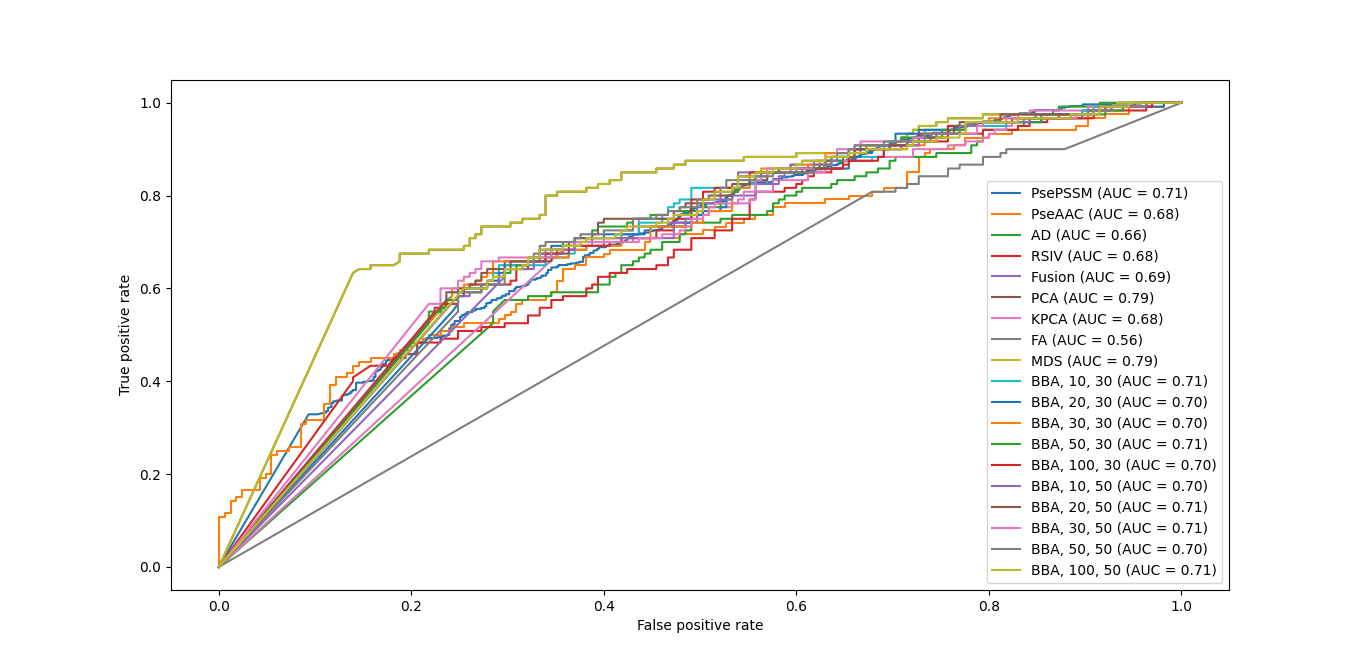 1.0
0.8
0.6
0.4
0.2
0.0
True positive rate
0.0 0.2 0.4 0.6 0.8 1.0
False positive rate
PsePSSM (AUC = 0.71)
PseAAC (AUC = 0.68)
AD (AUC = 0.66)
RSIV (AUC = 0.68)
Fusion (AUC = 0.69)
PCA (AUC = 0.79)
KPCA (AUC = 0.68)
FA (AUC = 0.56)
MDS (AUC = 0.79)
BBA, 10, 30 (AUC = 0.71)
BBA, 20, 30 (AUC = 0.70)
BBA, 30, 30 (AUC = 0.70)
BBA, 50, 30 (AUC = 0.71)
BBA, 100, 30 (AUC = 0.70)
BBA, 10, 50 (AUC = 0.70)
BBA, 20, 50 (AUC = 0.71)
BBA, 30, 50 (AUC = 0.71)
BBA, 50, 50 (AUC = 0.70)
BBA, 100, 50 (AUC = 0.71)